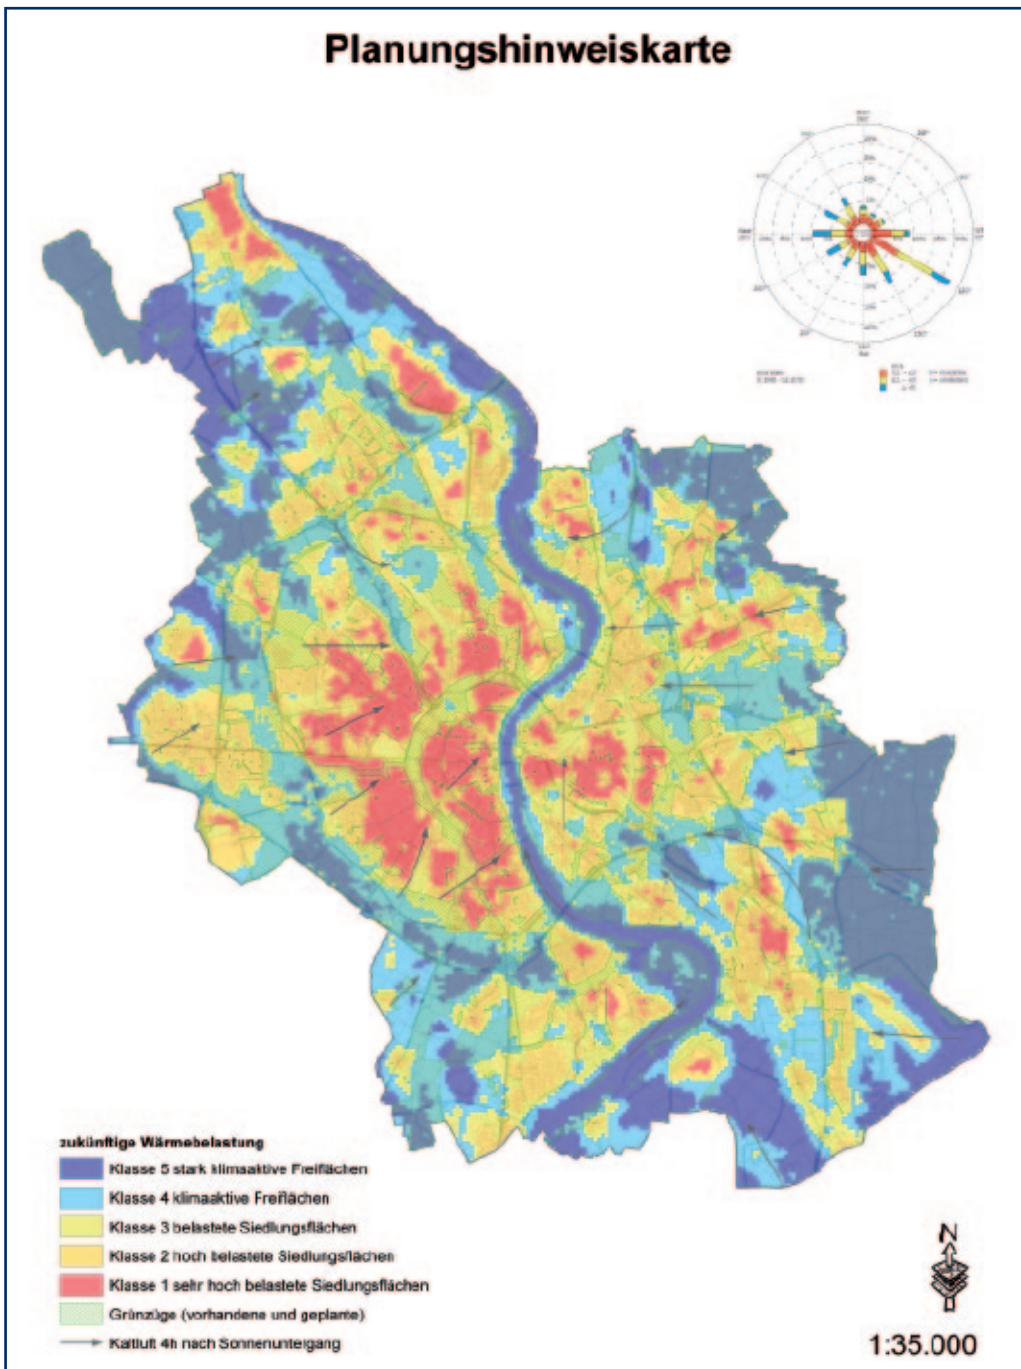 Planungshinweiskarte
zukünftige Wärmebelastung
Klasse 5 stark klimaaktive Freiflächen
Klasse 4 klimaaktive Freiflächen
Klasse 3 belastete Siedlungsflächen
Klasse 2 hoch belastete Siedlungsflächen
Klasse 1 sehr hoch belastete Siedlungsflächen
Grünzüge (vorhandene und geplante)
Kaltluft 4h nach Sonnenuntergang
N
1:35.000